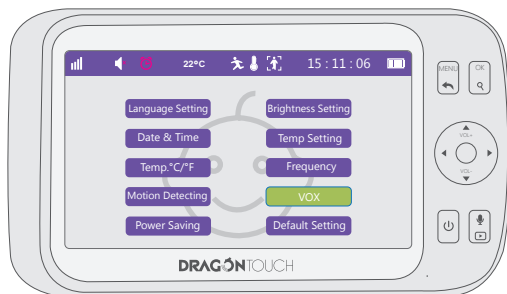 22°C
15 : 11 : 06
Language Setting
Brightness Setting
Date & Time
Temp Setting
Temp.°C/°F
Frequency
Motion Detecting
VOX
Power Saving
Default Setting
DRAGONTOUCH
MENU
OK
VOL+
VOL-